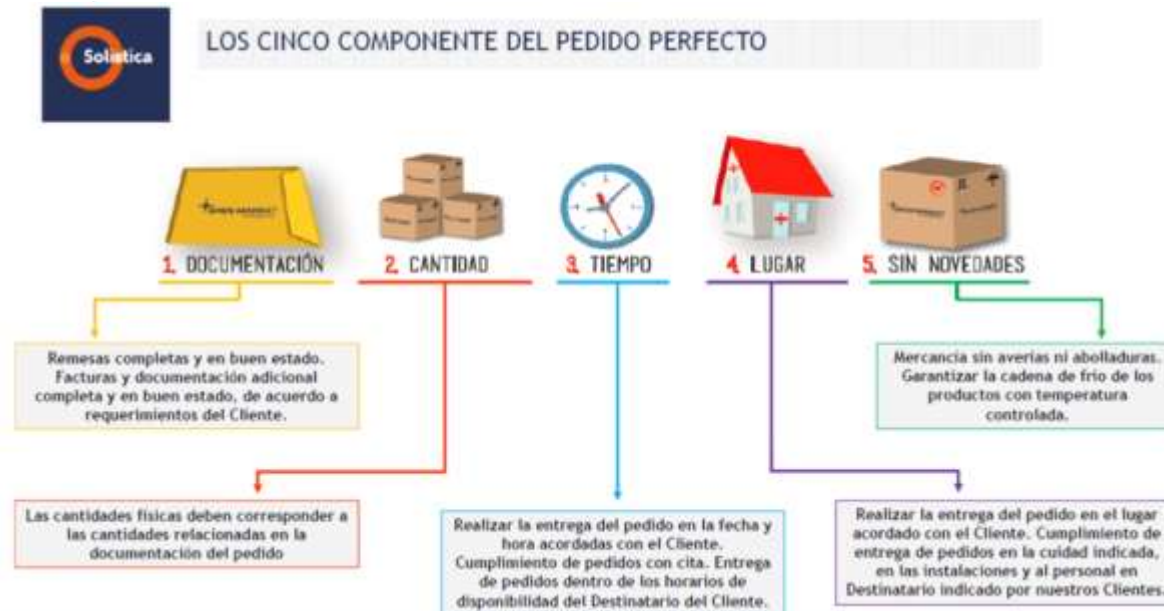 Solistica
LOS CINCO COMPONENTE DEL PEDIDO PERFECTO
1. DOCUMENTACIÓN
2. CANTIDAD
3. TIEMPO
4. LUGAR
5. SIN NOVEDADES
Remesas completas y en buen estado.
Facturas y documentación adicional
completa y en buen estado, de acuerdo a
requerimientos del Cliente.
Mercancía sin averías ni abolladuras.
Garantizar la cadena de frío de los
productos con temperatura
controlada.
Las cantidades físicas deben corresponder a
las cantidades relacionadas en la
documentación del pedido
Realizar la entrega del pedido en la fecha y
hora acordadas con el Cliente.
Cumplimiento de pedidos con cita. Entrega
de pedidos dentro de los horarios de
disponibilidad del Destinatario del Cliente.
Realizar la entrega del pedido en el lugar
acordado con el Cliente. Cumplimiento de
entrega de pedidos en la cuidad indicada,
en las instalaciones y al personal en
Destinatario indicado por nuestros Clientes.